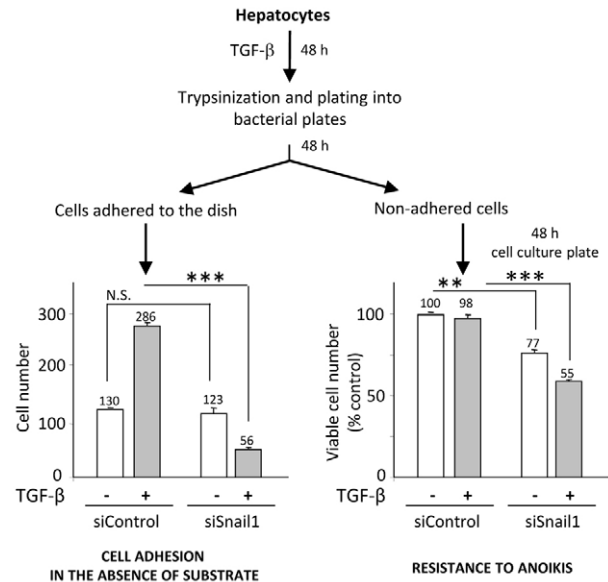 Hepatocytes
TGF-β 48 h
Trypsinization and plating into
bacterial plates
48 h
Cells adhered to the dish
Non-adhered cells
48 h
cell culture plate
***
N.S.
300
200
100
0
Cell number
130
286
123
56
TGF-β - + - +
siControl siSnail1
CELL ADHESION
IN THE ABSENCE OF SUBSTRATE
** ***
100
50
0
Viable cell number
(% control)
100
98
77
55
TGF-β - + - +
siControl siSnail1
RESISTANCE TO ANOIKIS